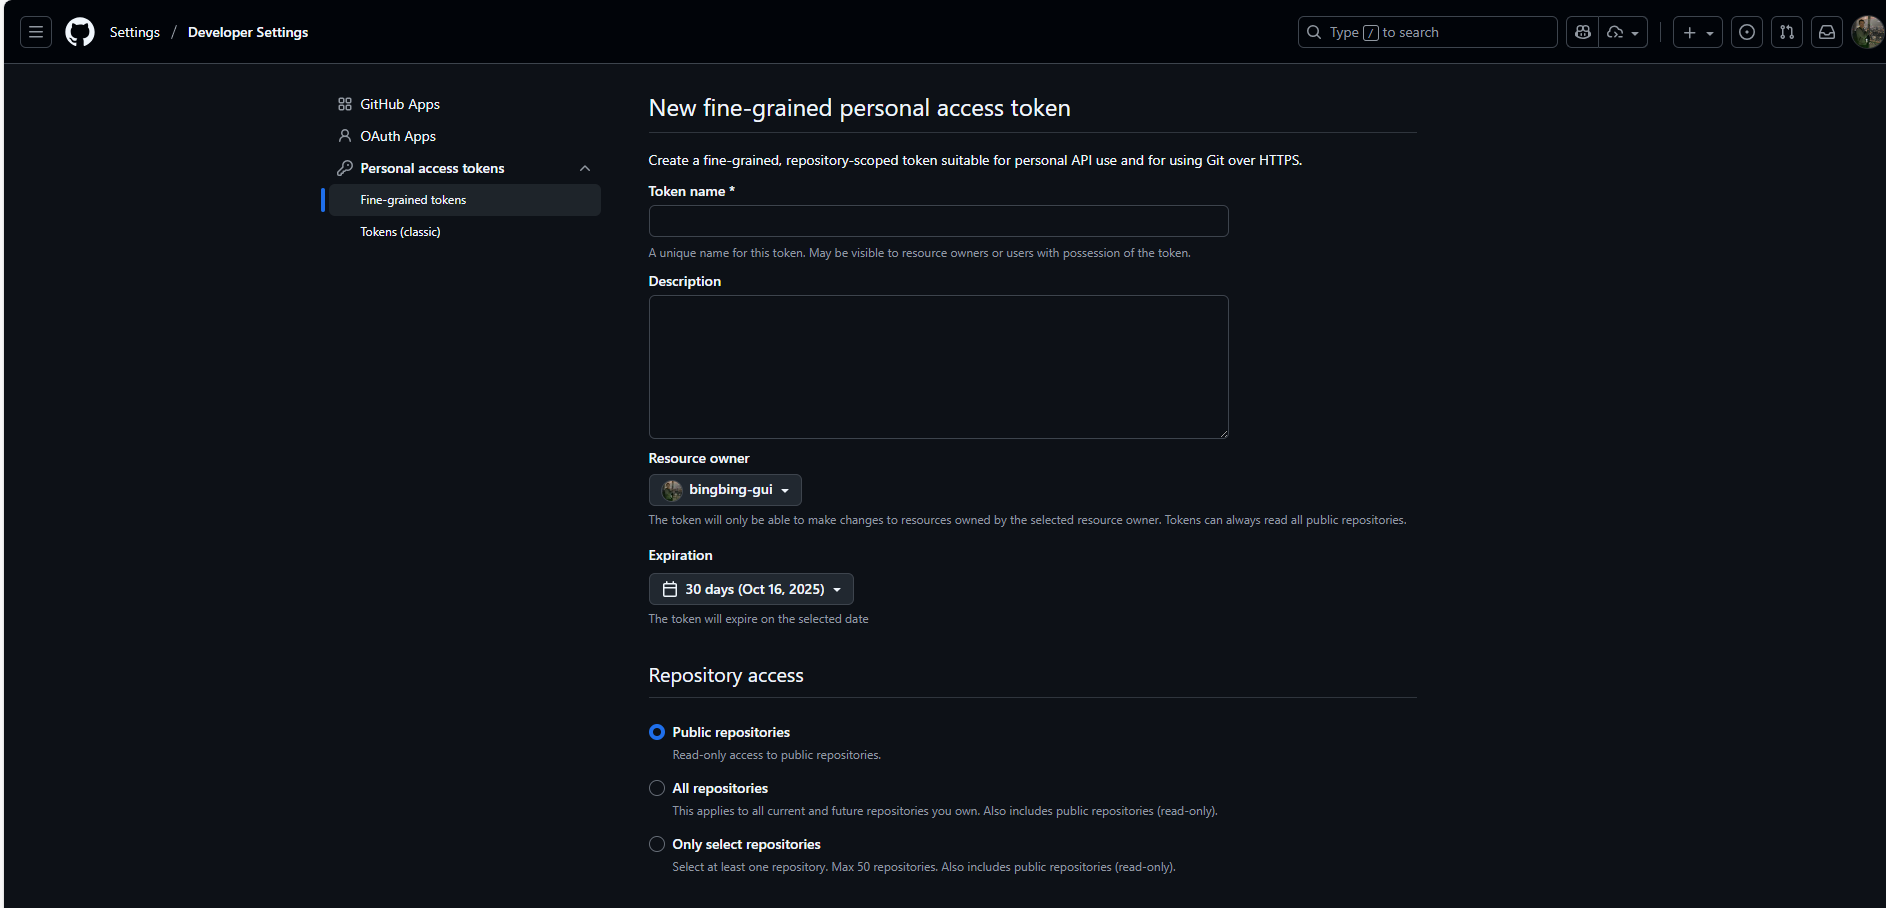 Settings / Developer Settings
Type / to search
GitHub Apps
OAuth Apps
Personal access tokens
Fine-grained tokens
Tokens (classic)
New fine-grained personal access token
Create a fine-grained, repository-scoped token suitable for personal API use and for using Git over HTTPS.
Token name *
A unique name for this token. May be visible to resource owners or users with possession of the token.
Description
Resource owner
bingbing-gui
The token will only be able to make changes to resources owned by the selected resource owner. Tokens can always read all public repositories.
Expiration
30 days (Oct 16, 2025)
The token will expire on the selected date
Repository access
Public repositories
Read-only access to public repositories.
All repositories
This applies to all current and future repositories you own. Also includes public repositories (read-only).
Only select repositories
Select at least one repository. Max 50 repositories. Also includes public repositories (read-only).